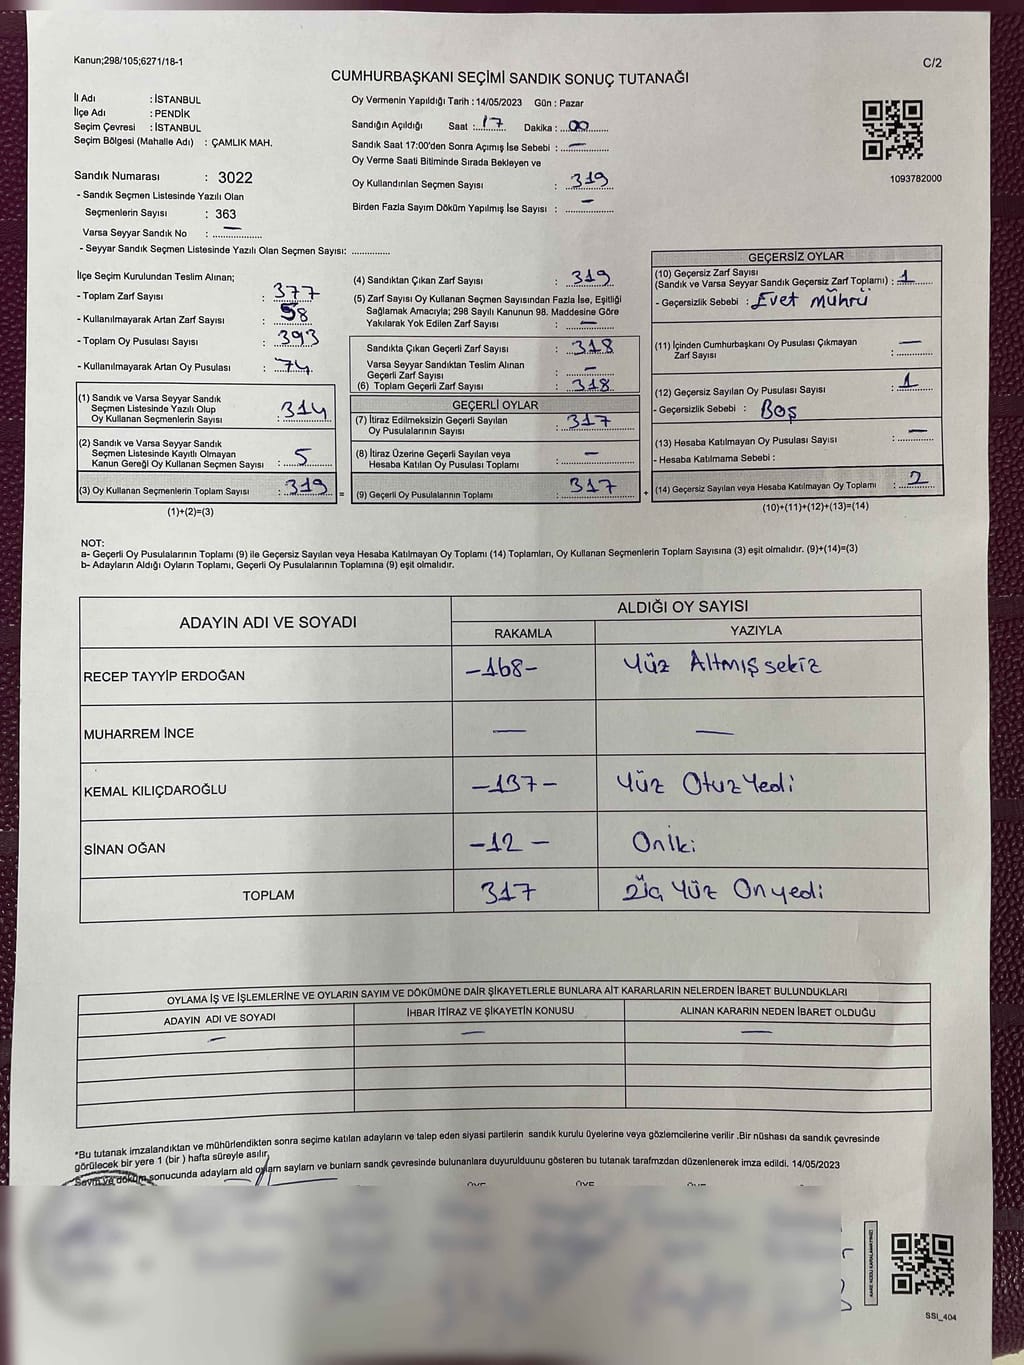 Kanun;298/105;6271/18-1
C/2
CUMHURBAŞKANI SEÇİMİ SANDIK SONUÇ TUTANAĞI
İl Adı : İSTANBUL
İlçe Adı : PENDİK
Seçim Çevresi : İSTANBUL
Seçim Bölgesi (Mahalle Adı) : ÇAMLIK MAH.
Sandık Numarası : 3022
- Sandık Seçmen Listesinde Yazılı Olan
Seçmenlerin Sayısı : 363
Varsa Seyyar Sandık No : —
- Seyyar Sandık Seçmen Listesinde Yazılı Olan Seçmen Sayısı: ..............
Oy Vermenin Yapıldığı Tarih : 14/05/2023 Gün : Pazar
Sandığın Açıldığı Saat : 17 Dakika : 00
Sandık Saat 17:00'den Sonra Açımış İse Sebebi : —
Oy Verme Saati Bitiminde Sırada Bekleyen ve
Oy Kullandırılan Seçmen Sayısı : 319
Birden Fazla Sayım Döküm Yapılmış İse Sayısı : —
1093782000
İlçe Seçim Kurulundan Teslim Alınan;
- Toplam Zarf Sayısı : 377
- Kullanılmayarak Artan Zarf Sayısı : 58
- Toplam Oy Pusulası Sayısı : 393
- Kullanılmayarak Artan Oy Pusulası : 74
(1) Sandık ve Varsa Seyyar Sandık
Seçmen Listesinde Yazılı Olup
Oy Kullanan Seçmenlerin Sayısı : 314
(2) Sandık ve Varsa Seyyar Sandık
Seçmen Listesinde Kayıtlı Olmayan
Kanun Gereği Oy Kullanan Seçmen Sayısı : 5
(3) Oy Kullanan Seçmenlerin Toplam Sayısı : 319 =
(1)+(2)=(3)
(4) Sandıktan Çıkan Zarf Sayısı : 319
(5) Zarf Sayısı Oy Kullanan Seçmen Sayısından Fazla İse, Eşitliği
Sağlamak Amacıyla; 298 Sayılı Kanunun 98. Maddesine Göre
Yakılarak Yok Edilen Zarf Sayısı : —
Sandıkta Çıkan Geçerli Zarf Sayısı : 318
Varsa Seyyar Sandıktan Teslim Alınan
Geçerli Zarf Sayısı : —
(6) Toplam Geçerli Zarf Sayısı : 318
GEÇERLİ OYLAR
(7) İtiraz Edilmeksizin Geçerli Sayılan
Oy Pusulalarının Sayısı : 317
(8) İtiraz Üzerine Geçerli Sayılan veya
Hesaba Katılan Oy Pusulası Toplamı : —
(9) Geçerli Oy Pusulalarının Toplamı : 317 +
GEÇERSİZ OYLAR
(10) Geçersiz Zarf Sayısı
(Sandık ve Varsa Seyyar Sandık Geçersiz Zarf Toplamı) : 1
- Geçersizlik Sebebi : Evet mührü
(11) İçinden Cumhurbaşkanı Oy Pusulası Çıkmayan
Zarf Sayısı : —
(12) Geçersiz Sayılan Oy Pusulası Sayısı : 1
- Geçersizlik Sebebi : Boş
(13) Hesaba Katılmayan Oy Pusulası Sayısı : —
- Hesaba Katılmama Sebebi :
(14) Geçersiz Sayılan veya Hesaba Katılmayan Oy Toplamı : 2
(10)+(11)+(12)+(13)=(14)
NOT:
a- Geçerli Oy Pusulalarının Toplamı (9) ile Geçersiz Sayılan veya Hesaba Katılmayan Oy Toplamı (14) Toplamları, Oy Kullanan Seçmenlerin Toplam Sayısına (3) eşit olmalıdır. (9)+(14)=(3)
b- Adayların Aldığı Oyların Toplamı, Geçerli Oy Pusulalarının Toplamına (9) eşit olmalıdır.
ADAYIN ADI VE SOYADI
ALDIĞI OY SAYISI
RAKAMLA YAZIYLA
RECEP TAYYİP ERDOĞAN -168- Yüz Altmış sekiz
MUHARREM İNCE — —
KEMAL KILIÇDAROĞLU -137- Yüz Otuz Yedi
SİNAN OĞAN -12- Oniki
TOPLAM 317 Üç Yüz Onyedi
OYLAMA İŞ VE İŞLEMLERİNE VE OYLARIN SAYIM VE DÖKÜMÜNE DAİR ŞİKAYETLERLE BUNLARA AİT KARARLARIN NELERDEN İBARET BULUNDUKLARI
ADAYIN ADI VE SOYADI İHBAR İTİRAZ VE ŞİKAYETİN KONUSU ALINAN KARARIN NEDEN İBARET OLDUĞU
— — —
*Bu tutanak imzalandıktan ve mühürlendikten sonra seçime katılan adayların ve talep eden siyasi partilerin sandık kurulu üyelerine veya gözlemcilerine verilir .Bir nüshası da sandık çevresinde
görülecek bir yere 1 (bir ) hafta süreyle asılır.
Sayım ve döküm sonucunda adayların ald oyların sayların ve bunların sandık çevresinde bulunanlara duyurulduunu gösteren bu tutanak tarafmzdan düzenlenerek imza edildi. 14/05/2023
ÜYE ÜYE
SSI_404